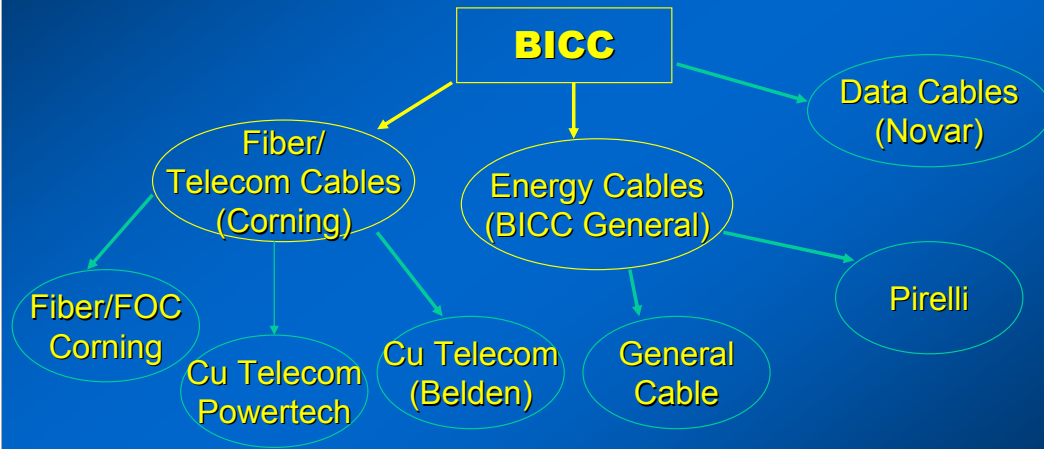 BICC
Data Cables
(Novar)
Fiber/
Telecom Cables
(Corning)
Energy Cables
(BICC General)
Fiber/FOC
Corning
Cu Telecom
Powertech
Cu Telecom
(Belden)
General
Cable
Pirelli